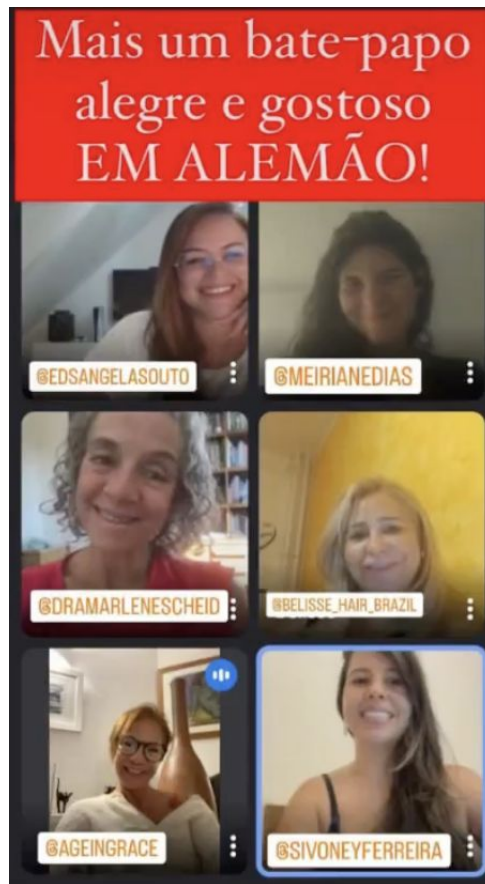 Mais um bate-papo
alegre e gostoso
EM ALEMÃO!
@EDSANGELASOUTO
@MEIRIANEDIAS
@DRAMARLENESCHEID
@BELISSE_HAIR_BRAZIL
@AGEINGRACE
@SIVONEYFERREIRA